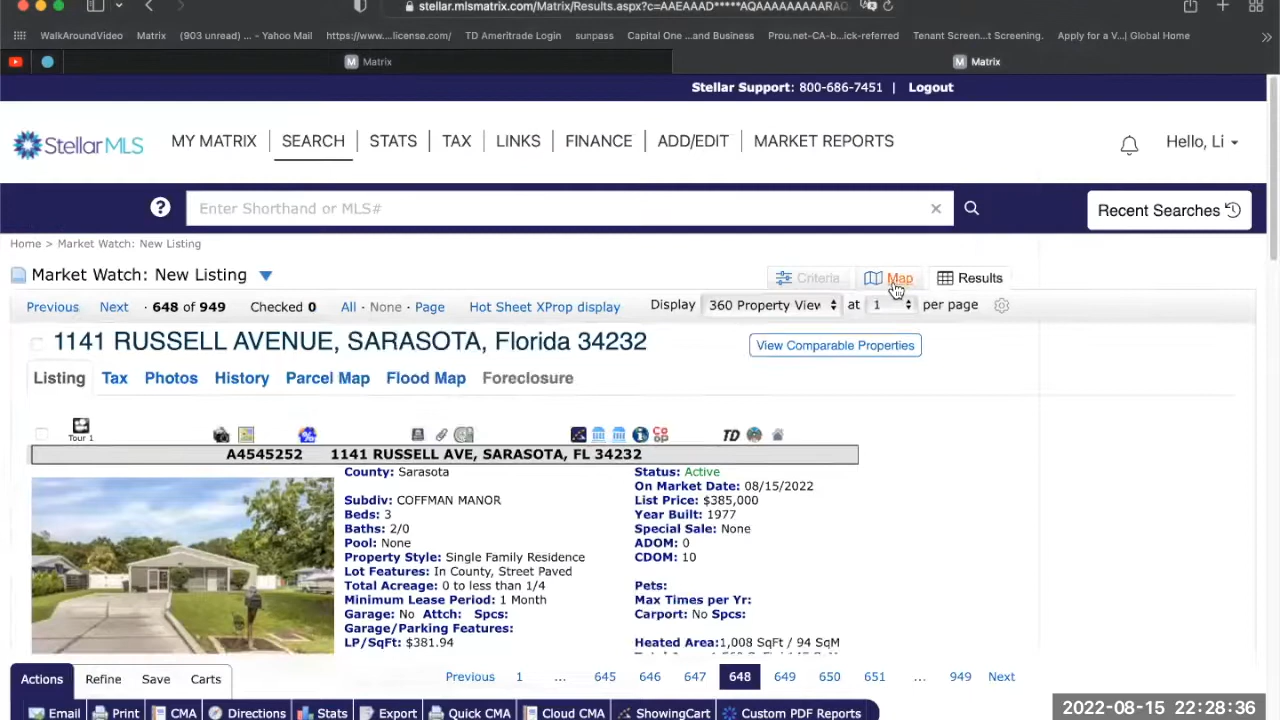 stellar.mlsmatrix.com/Matrix/Results.aspx?c=AAEAAAD*****AQAAAAAAAAARAQ
WalkAroundVideo Matrix (903 unread) ... - Yahoo Mail https://www....license.com/ TD Ameritrade Login sunpass Capital One ...and Business Prou.net-CA-b...ick-referred Tenant Screen...t Screening. Apply for a V...| Global Home
M Matrix M Matrix
Stellar Support: 800-686-7451 | Logout
StellarMLS MY MATRIX SEARCH STATS TAX LINKS FINANCE ADD/EDIT MARKET REPORTS Hello, Li
? Enter Shorthand or MLS# Recent Searches
Home > Market Watch: New Listing
Market Watch: New Listing Criteria Map Results
Previous Next · 648 of 949 Checked 0 All · None · Page Hot Sheet XProp display Display 360 Property View at 1 per page
1141 RUSSELL AVENUE, SARASOTA, Florida 34232 View Comparable Properties
Listing Tax Photos History Parcel Map Flood Map Foreclosure
Tour 1 % i Co op TD
A4545252 1141 RUSSELL AVE, SARASOTA, FL 34232
County: Sarasota Status: Active
On Market Date: 08/15/2022
Subdiv: COFFMAN MANOR List Price: $385,000
Beds: 3 Year Built: 1977
Baths: 2/0 Special Sale: None
Pool: None ADOM: 0
Property Style: Single Family Residence CDOM: 10
Lot Features: In County, Street Paved
Total Acreage: 0 to less than 1/4 Pets:
Minimum Lease Period: 1 Month Max Times per Yr:
Garage: No Attch: Spcs: Carport: No Spcs:
Garage/Parking Features:
LP/SqFt: $381.94 Heated Area:1,008 SqFt / 94 SqM
Actions Refine Save Carts Previous 1 ... 645 646 647 648 649 650 651 ... 949 Next
Email Print CMA Directions Stats Export Quick CMA Cloud CMA ShowingCart Custom PDF Reports
2022-08-15 22:28:36